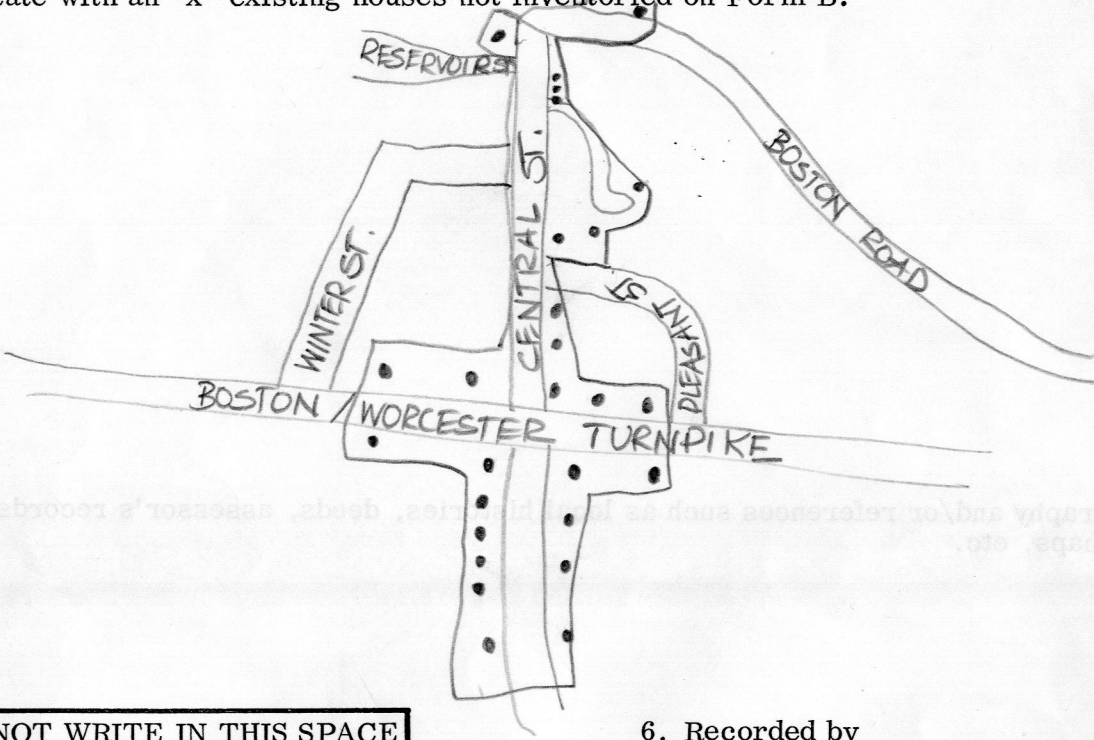 cate with an "x" existing houses not inventoried on Form B.
RESERVOIR ST
CENTRAL ST.
BOSTON ROAD
WINTER ST.
PLEASANT ST
BOSTON / WORCESTER TURNPIKE
raphy and/or references such as local histories, deeds, assessor's records
maps, etc.
NOT WRITE IN THIS SPACE
6. Recorded by